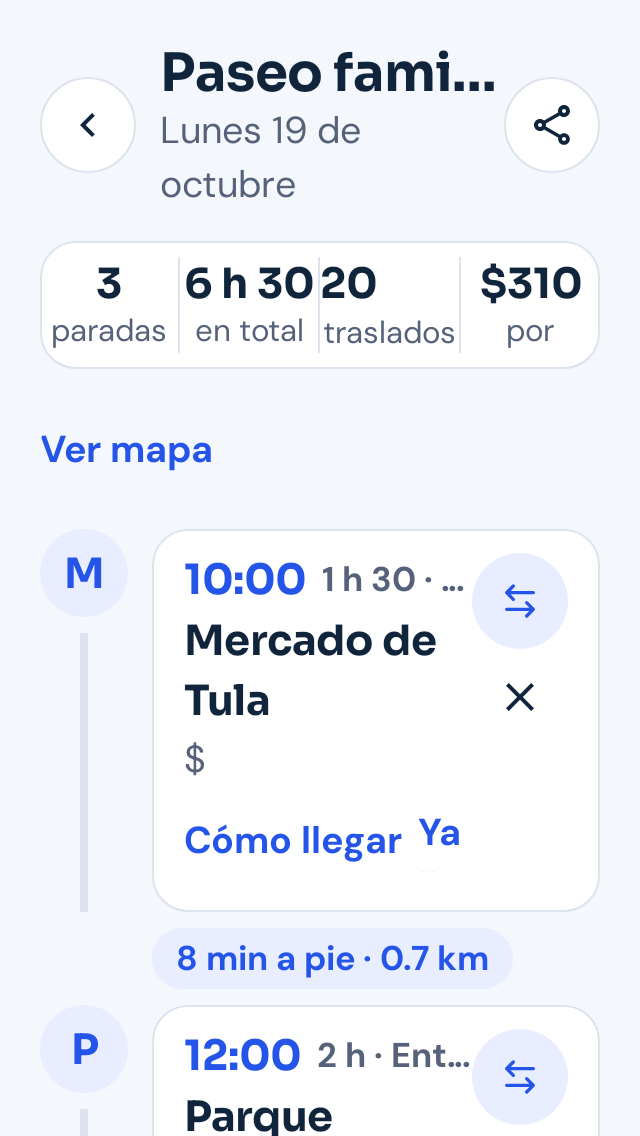 Paseo fami...
Lunes 19 de
octubre
3
6 h 30
20
$310
paradas
en total
traslados
por
Ver mapa
M
10:00 1 h 30 · ...
Mercado de
Tula
$
Cómo llegar Ya
8 min a pie · 0.7 km
P
12:00 2 h · Ent...
Parque